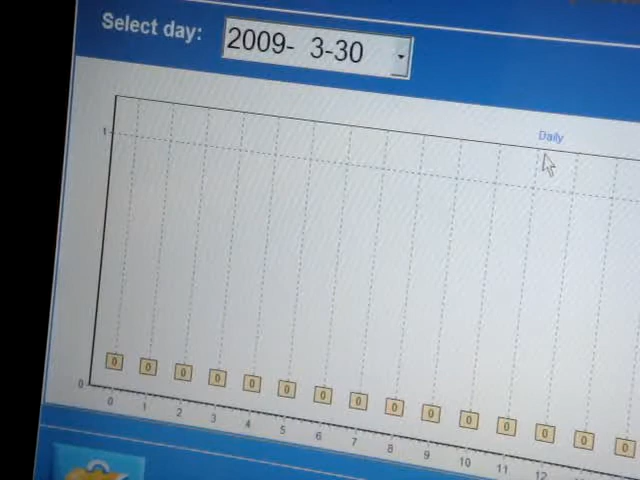 Select day: 2009- 3-30
Daily
1
0 0 0 0 0 0 0 0 0 0 0 0 0 0 0
0
0 1 2 3 4 5 6 7 8 9 10 11 12